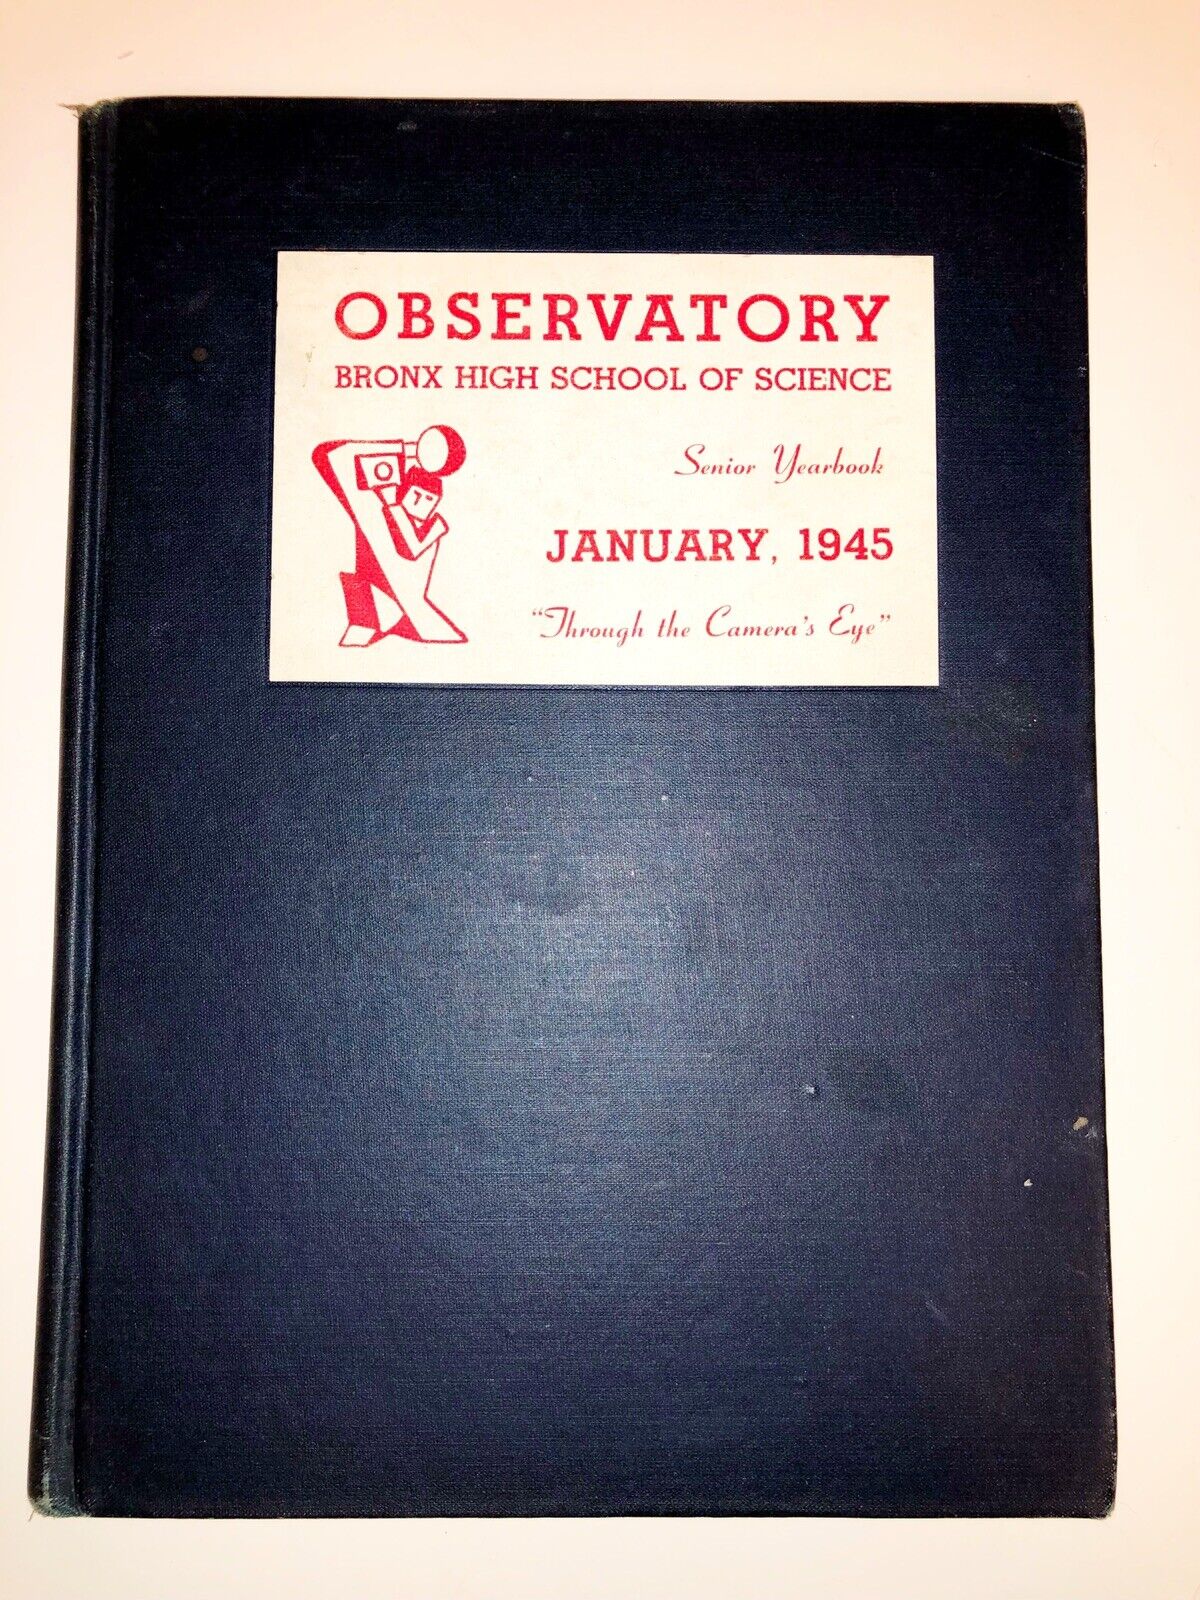 OBSERVATORY
BRONX HIGH SCHOOL OF SCIENCE
Senior Yearbook
JANUARY, 1945
"Through the Camera's Eye"